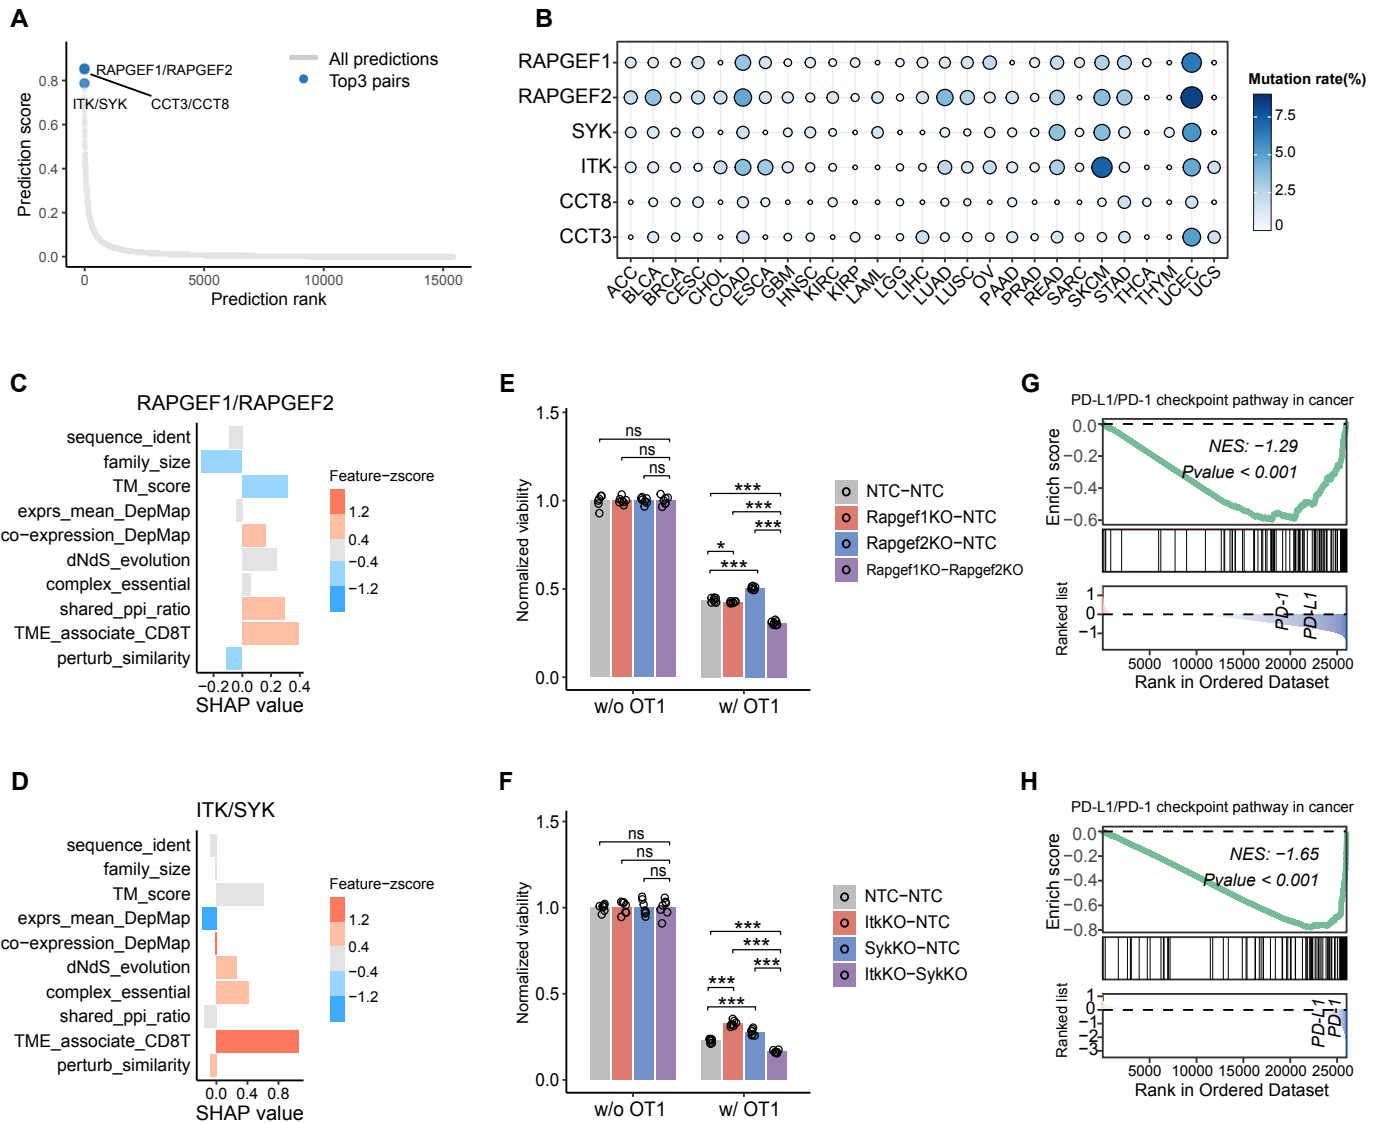 A
Prediction score
0.8
0.6
0.4
0.2
0.0
RAPGEF1/RAPGEF2
ITK/SYK
CCT3/CCT8
All predictions
Top3 pairs
0
5000
10000
15000
Prediction rank
B
RAPGEF1
RAPGEF2
SYK
ITK
CCT8
CCT3
ACC
BLCA
BRCA
CESC
CHOL
COAD
ESCA
GBM
HNSC
KIRC
KIRP
LAML
LGG
LIHC
LUAD
LUSC
OV
PAAD
PRAD
READ
SARC
SKCM
STAD
THCA
THYM
UCEC
UCS
Mutation rate(%)
7.5
5.0
2.5
0
C
RAPGEF1/RAPGEF2
sequence_ident
family_size
TM_score
exprs_mean_DepMap
co-expression_DepMap
dNdS_evolution
complex_essential
shared_ppi_ratio
TME_associate_CD8T
perturb_similarity
−0.2 0.0 0.2 0.4
SHAP value
Feature−zscore
1.2
0.4
−0.4
−1.2
E
Normalized viability
1.5
1.0
0.5
0.0
ns
ns
ns
***
***
***
*
***
w/o OT1
w/ OT1
NTC−NTC
Rapgef1KO−NTC
Rapgef2KO−NTC
Rapgef1KO−Rapgef2KO
G
PD-L1/PD-1 checkpoint pathway in cancer
Enrich score
0.0
−0.2
−0.4
−0.6
NES: −1.29
Pvalue < 0.001
Ranked list
1
0
−1
PD-1
PD-L1
5000
10000
15000
20000
25000
Rank in Ordered Dataset
D
ITK/SYK
sequence_ident
family_size
TM_score
exprs_mean_DepMap
co-expression_DepMap
dNdS_evolution
complex_essential
shared_ppi_ratio
TME_associate_CD8T
perturb_similarity
0.0 0.4 0.8
SHAP value
Feature−zscore
1.2
0.4
−0.4
−1.2
F
Normalized viability
1.5
1.0
0.5
0.0
ns
ns
ns
***
***
***
***
***
w/o OT1
w/ OT1
NTC−NTC
ItkKO−NTC
SykKO−NTC
ItkKO−SykKO
H
PD-L1/PD-1 checkpoint pathway in cancer
Enrich score
0.0
−0.2
−0.4
−0.6
−0.8
NES: −1.65
Pvalue < 0.001
Ranked list
1
0
−1
−2
−3
PD-L1
PD-1
5000
10000
15000
20000
25000
Rank in Ordered Dataset